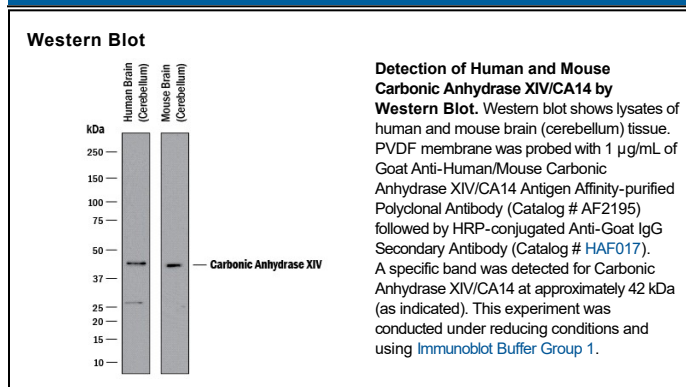 Western Blot
Human Brain
(Cerebellum)
Mouse Brain
(Cerebellum)
kDa
250
150
100
75
50
37
25
20
15
10
Carbonic Anhydrase XIV
Detection of Human and Mouse
Carbonic Anhydrase XIV/CA14 by
Western Blot. Western blot shows lysates of
human and mouse brain (cerebellum) tissue.
PVDF membrane was probed with 1 µg/mL of
Goat Anti-Human/Mouse Carbonic
Anhydrase XIV/CA14 Antigen Affinity-purified
Polyclonal Antibody (Catalog # AF2195)
followed by HRP-conjugated Anti-Goat IgG
Secondary Antibody (Catalog # HAF017).
A specific band was detected for Carbonic
Anhydrase XIV/CA14 at approximately 42 kDa
(as indicated). This experiment was
conducted under reducing conditions and
using Immunoblot Buffer Group 1.